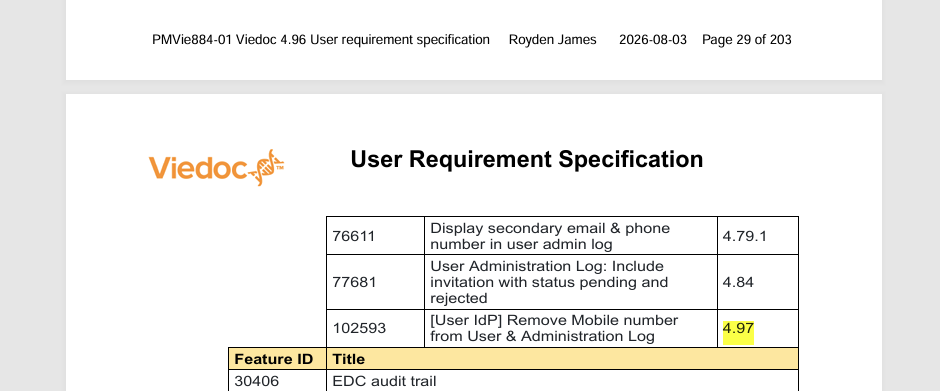 PMVie884-01 Viedoc 4.96 User requirement specification Royden James 2026-08-03 Page 29 of 203
Viedoc™
User Requirement Specification
76611
Display secondary email & phone
number in user admin log
4.79.1
77681
User Administration Log: Include
invitation with status pending and
rejected
4.84
102593
[User IdP] Remove Mobile number
from User & Administration Log
4.97
Feature ID Title
30406 EDC audit trail